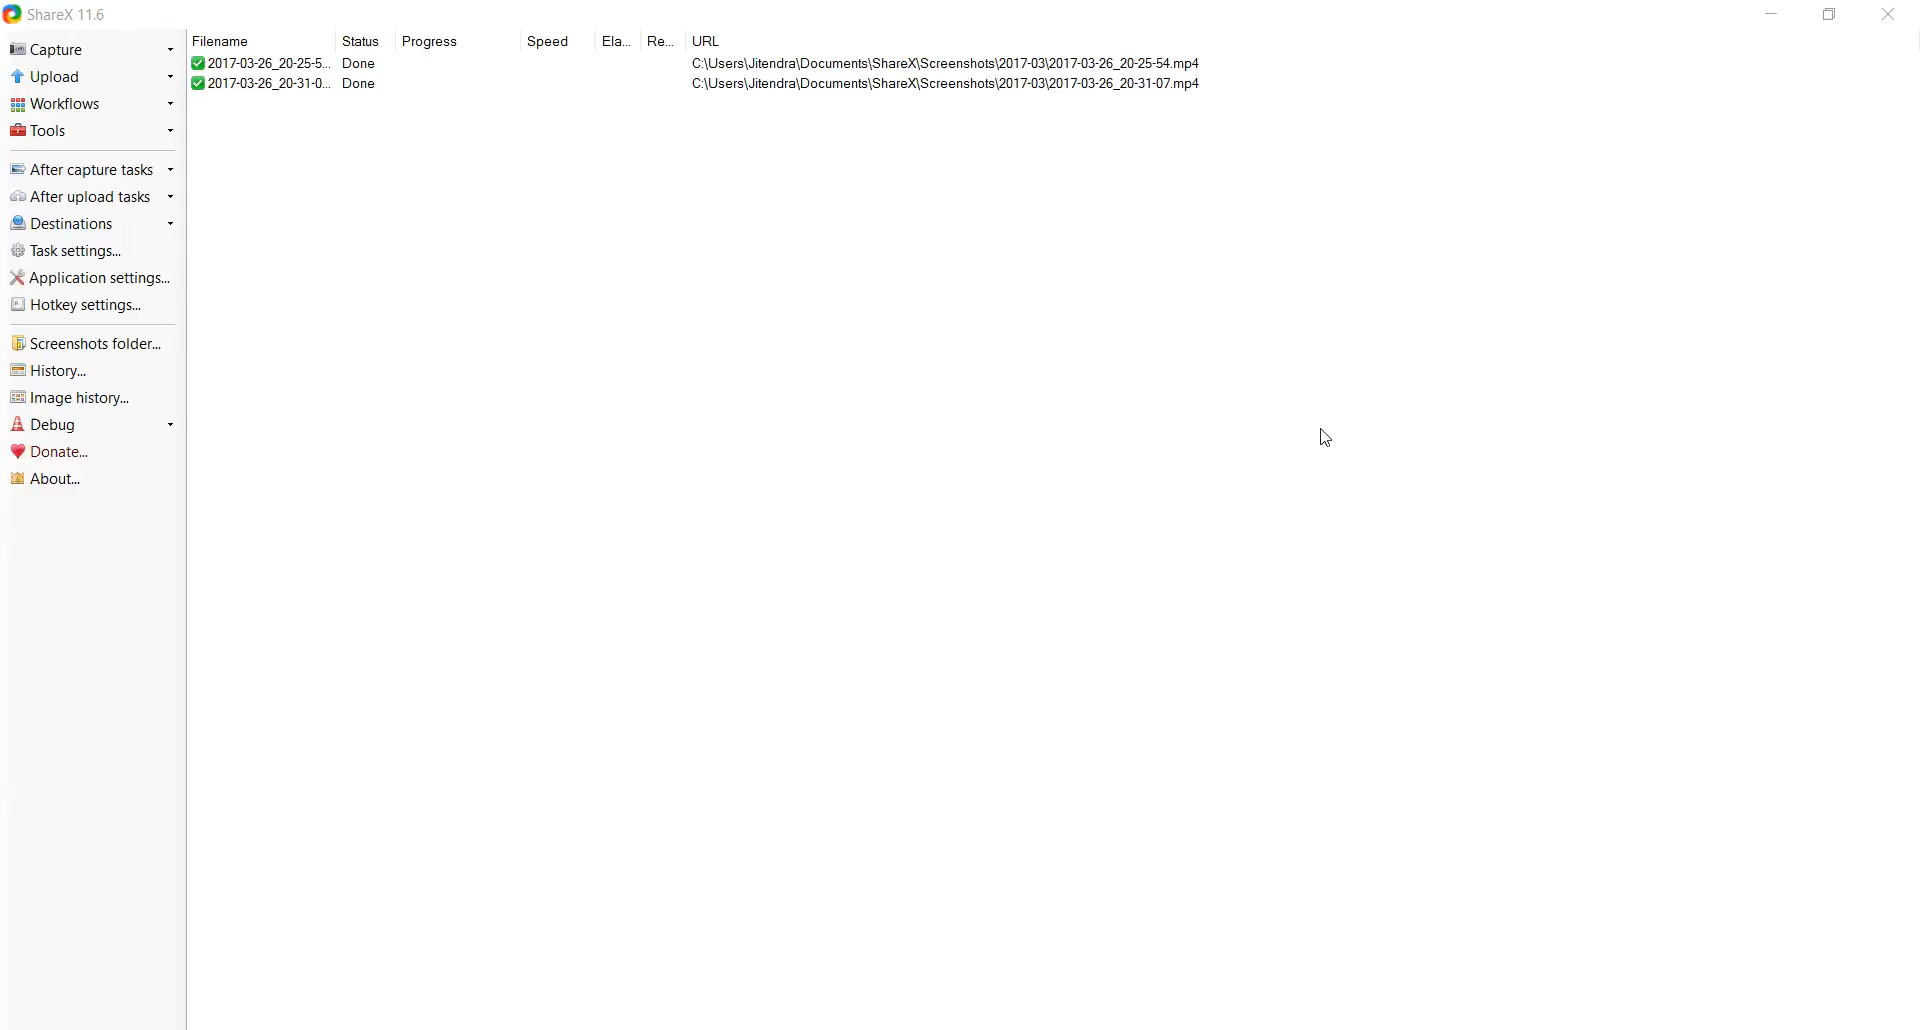 ShareX 11.6
Capture
Upload
Workflows
Tools
After capture tasks
After upload tasks
Destinations
Task settings...
Application settings...
Hotkey settings...
Screenshots folder...
History...
Image history...
Debug
Donate...
About...
Filename Status Progress Speed Ela... Re... URL
2017-03-26_20-25-5... Done C:\Users\Jitendra\Documents\ShareX\Screenshots\2017-03\2017-03-26_20-25-54.mp4
2017-03-26_20-31-0... Done C:\Users\Jitendra\Documents\ShareX\Screenshots\2017-03\2017-03-26_20-31-07.mp4